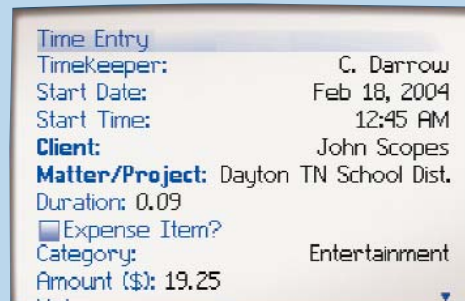 Time Entry
Timekeeper: C. Darrow
Start Date: Feb 18, 2004
Start Time: 12:45 AM
Client: John Scopes
Matter/Project: Dayton TN School Dist.
Duration: 0.09
Expense Item?
Category: Entertainment
Amount ($): 19.25